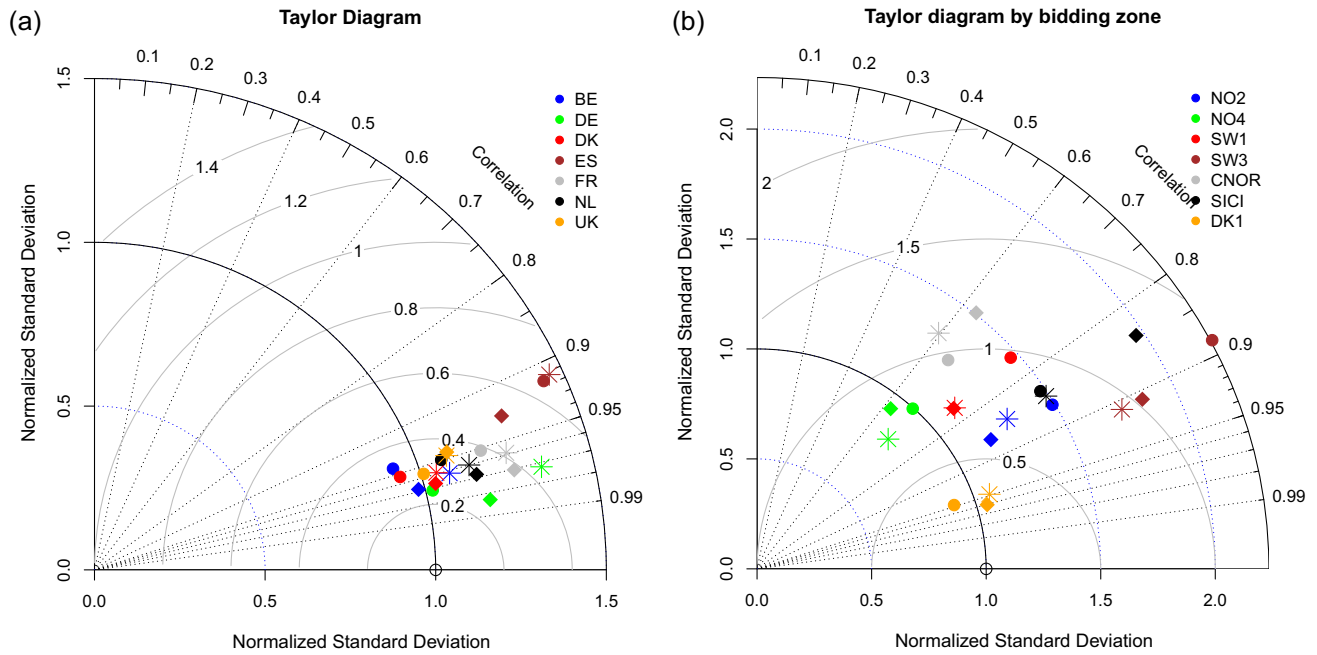 (a)
Taylor Diagram
Normalized Standard Deviation
1.5
1.0
0.5
0.0
0.1
0.2
0.3
0.4
0.5
0.6
0.7
0.8
0.9
0.95
0.99
Correlation
BE
DE
DK
ES
FR
NL
UK
1.4
1.2
1
0.8
0.6
0.4
0.2
0.0
0.5
1.0
1.5
Normalized Standard Deviation
(b)
Taylor diagram by bidding zone
Normalized Standard Deviation
2.0
1.5
1.0
0.5
0.0
0.1
0.2
0.3
0.4
0.5
0.6
0.7
0.8
0.9
0.95
0.99
Correlation
NO2
NO4
SW1
SW3
CNOR
SICI
DK1
2
1.5
1
0.5
0.0
0.5
1.0
1.5
2.0
Normalized Standard Deviation